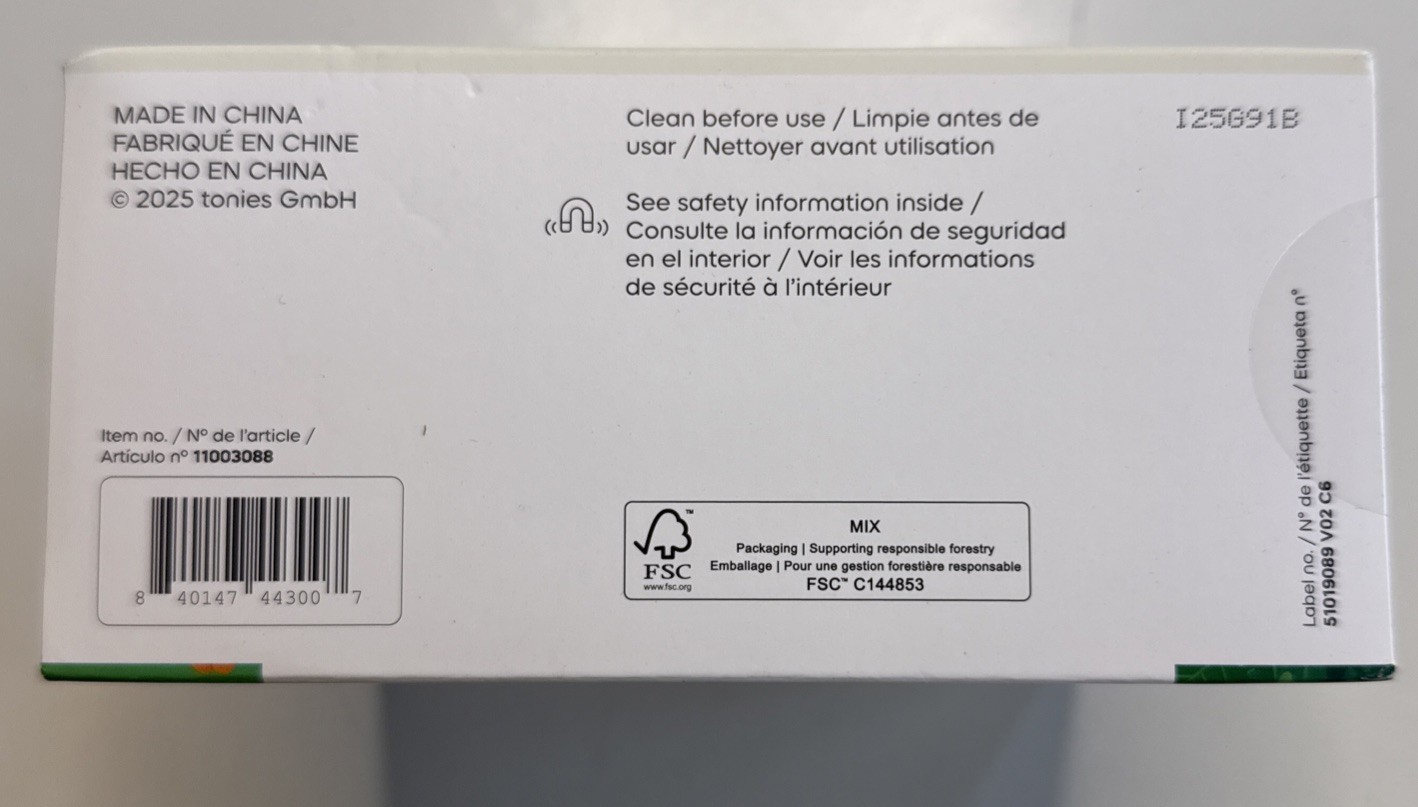 MADE IN CHINA
FABRIQUÉ EN CHINE
HECHO EN CHINA
© 2025 tonies GmbH
Clean before use / Limpie antes de
usar / Nettoyer avant utilisation
See safety information inside /
Consulte la información de seguridad
en el interior / Voir les informations
de sécurité à l'intérieur
I25G91B
Item no. / Nº de l'article /
Artículo nº 11003088
8 40147 44300 7
FSC
www.fsc.org
™
MIX
Packaging | Supporting responsible forestry
Emballage | Pour une gestion forestière responsable
FSC™ C144853
Label no. / N° de l'étiquette / Etiqueta n°
51019089 V02 C6